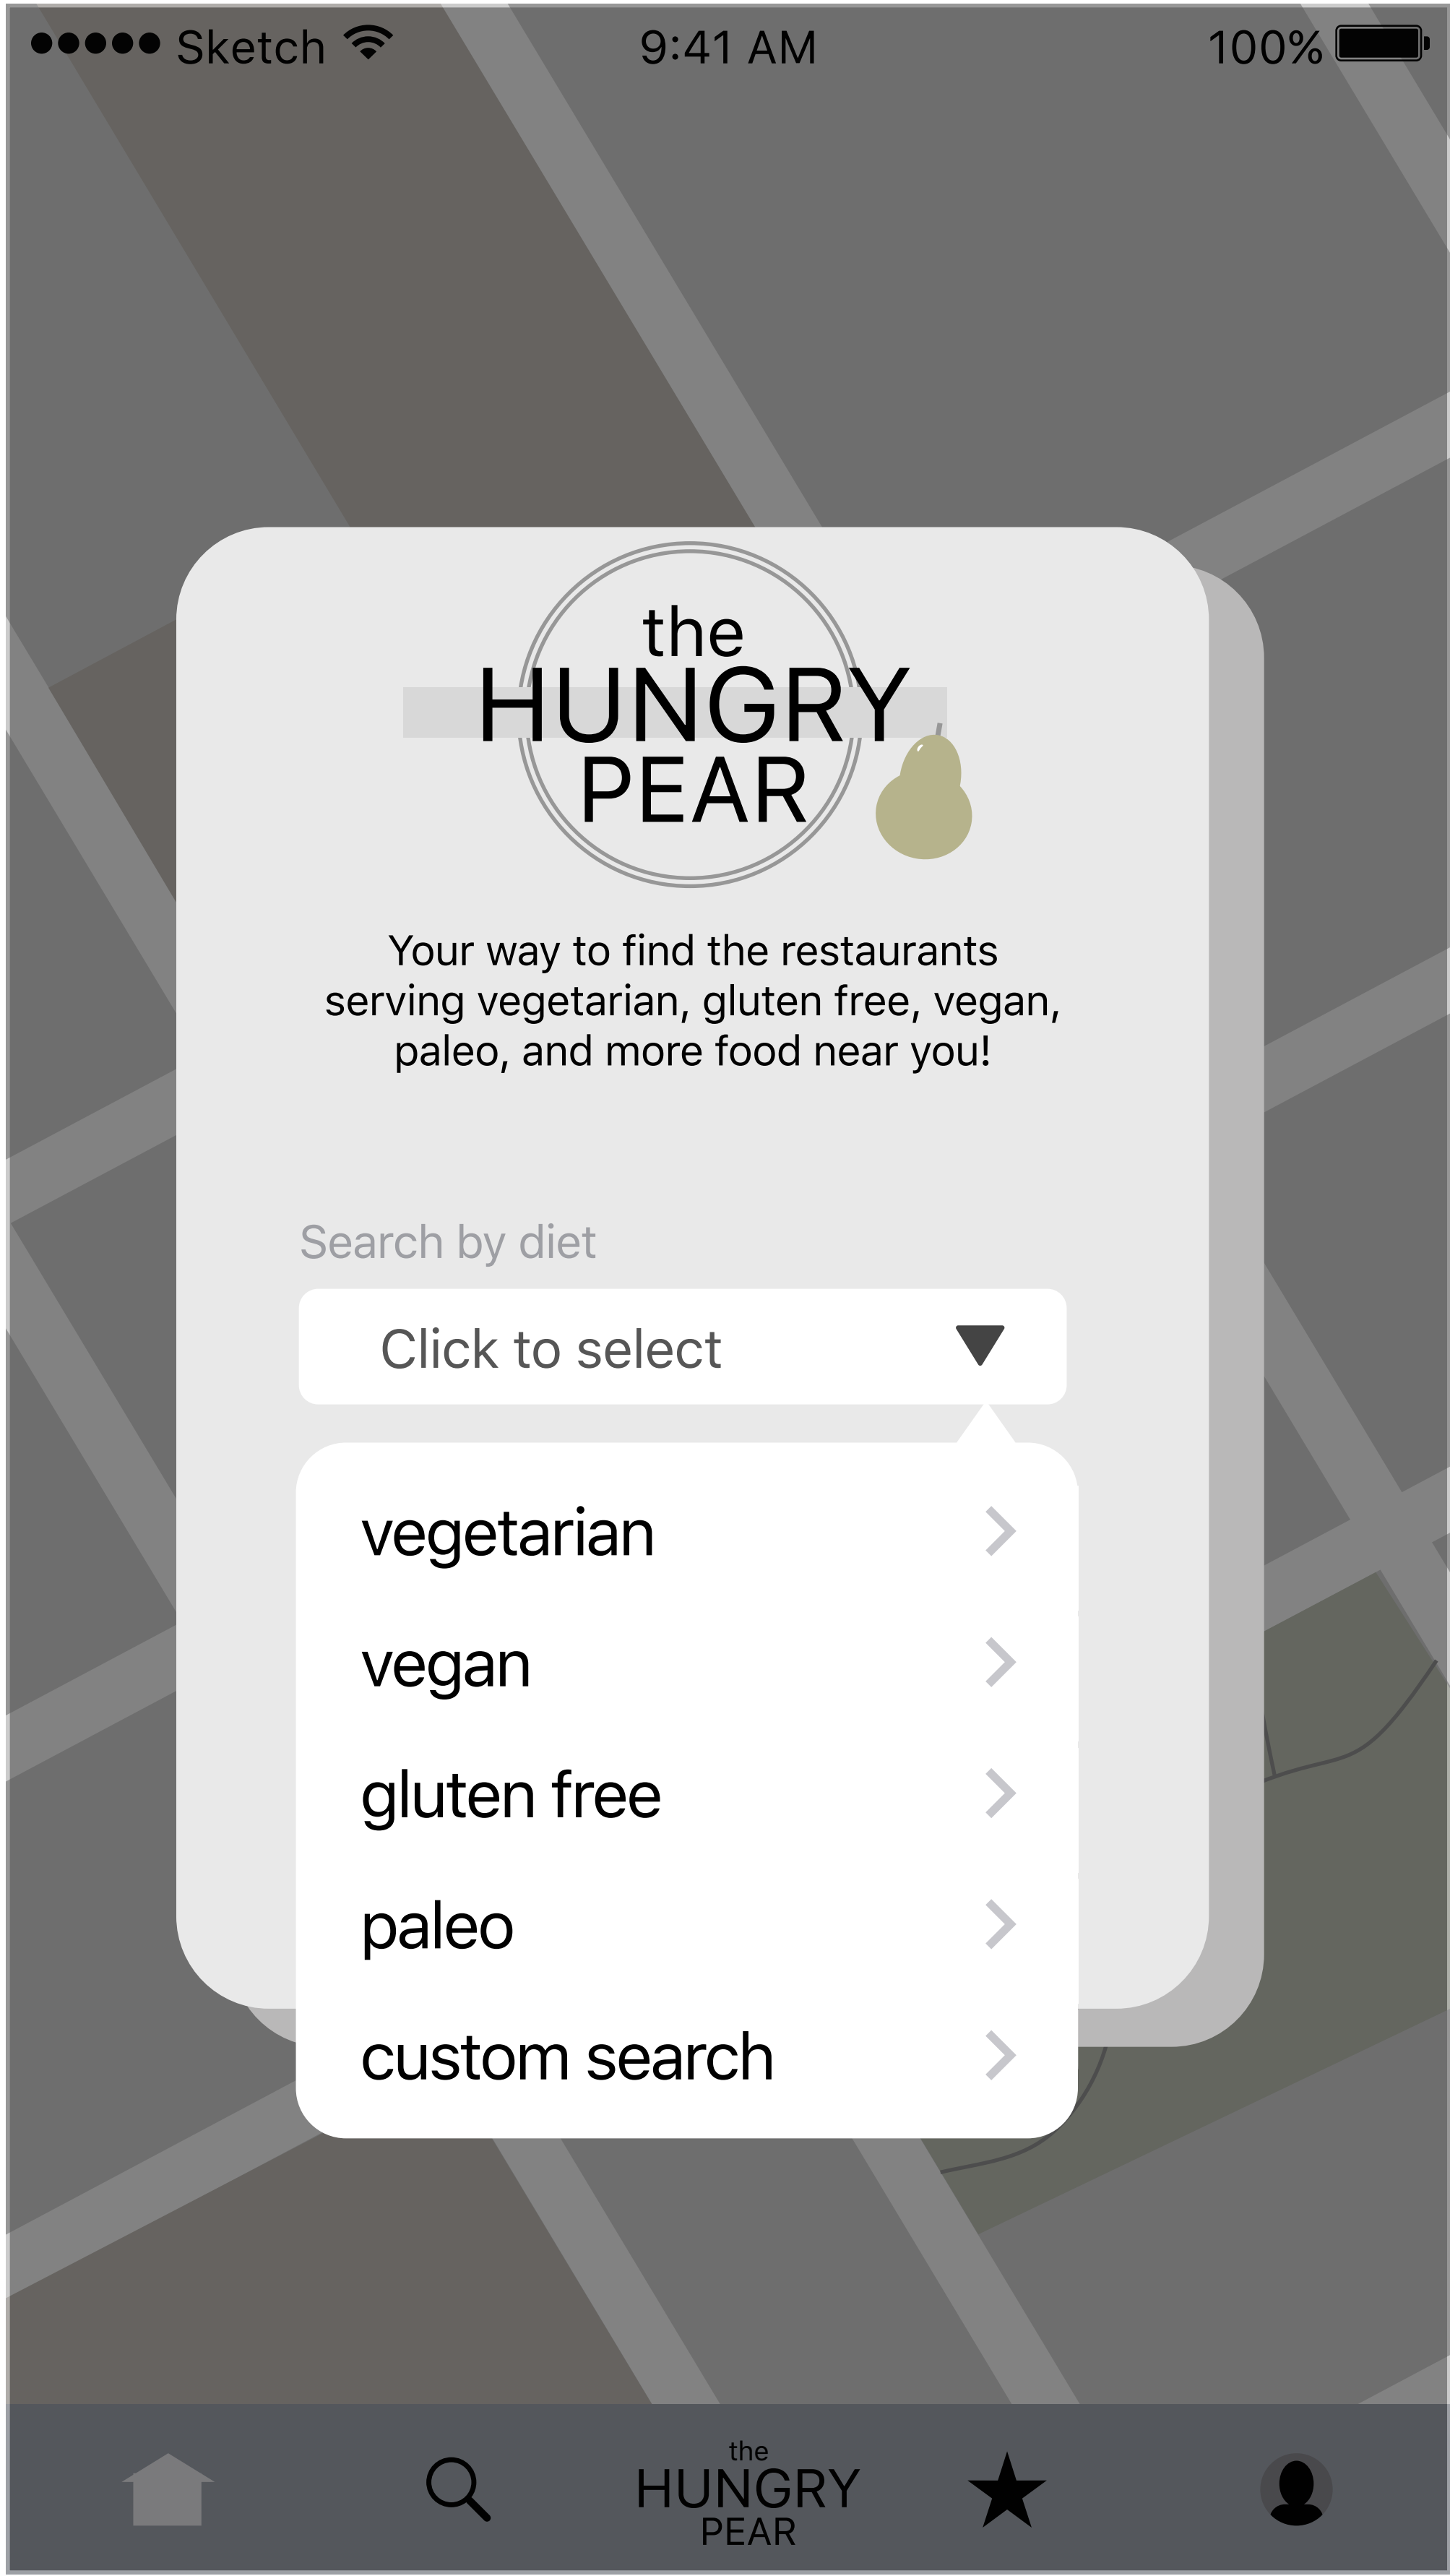 Sketch 9:41 AM 100%
the
HUNGRY
PEAR
Your way to find the restaurants
serving vegetarian, gluten free, vegan,
paleo, and more food near you!
Search by diet
Click to select
vegetarian
vegan
gluten free
paleo
custom search
the
HUNGRY
PEAR